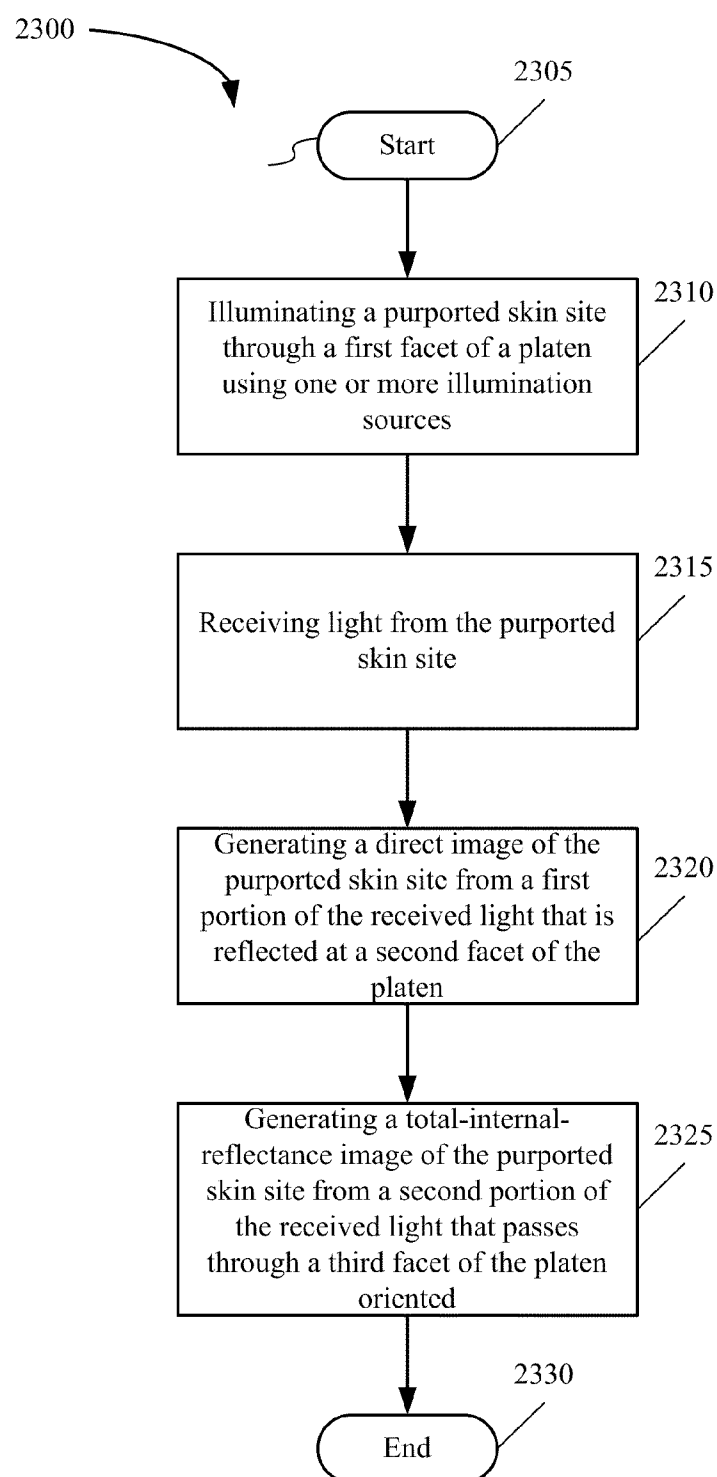 2300
2305
Start
2310
Illuminating a purported skin site
through a first facet of a platen
using one or more illumination
sources
2315
Receiving light from the purported
skin site
2320
Generating a direct image of the
purported skin site from a first
portion of the received light that is
reflected at a second facet of the
platen
2325
Generating a total-internal-
reflectance image of the purported
skin site from a second portion of
the received light that passes
through a third facet of the platen
oriented
2330
End